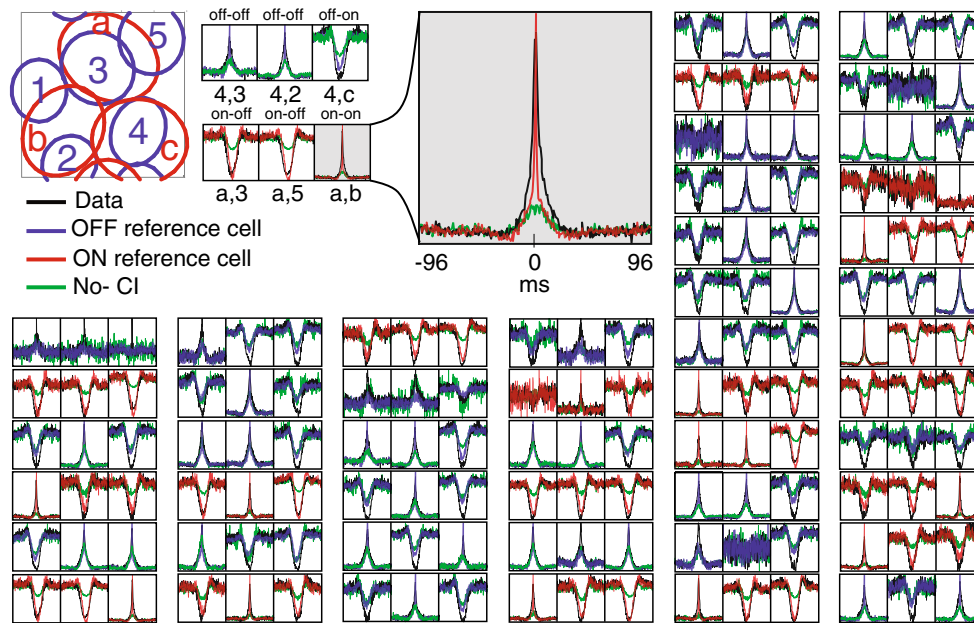 a
5
3
1
b
4
2
c
off-off off-off off-on
4,3 4,2 4,c
on-off on-off on-on
a,3 a,5 a,b
Data
OFF reference cell
ON reference cell
No- CI
-96 0 96
ms